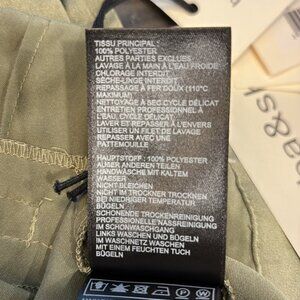 TISSU PRINCIPAL :
100% POLYESTER
AUTRES PARTIES EXCLUES
LAVAGE À LA MAIN À L'EAU FROIDE
CHLORAGE INTERDIT
SÈCHE-LINGE INTERDIT
REPASSAGE À FER DOUX (110°C
MAXIMUM)
NETTOYAGE À SEC DÉLICAT
ENTRETIEN PROFESSIONNEL À
L'EAU, CYCLE DÉLICAT
LAVER ET REPASSER À L'ENVERS
UTILISER UN FILET DE LAVAGE
REPASSER AVEC UNE
PATTEMOUILLE
HAUPTSTOFF : 100% POLYESTER
AUßER ANDEREN TEILEN
HANDWÄSCHE MIT KALTEM
WASSER
NICHT BLEICHEN
NICHT IM TROCKNER TROCKNEN
BEI NIEDRIGER TEMPERATUR
BÜGELN
SCHONENDE TROCKENREINIGUNG
PROFESSIONELLE NASSREINIGUNG
IM SCHONWASCHGANG
LINKS WASCHEN UND BÜGELN
IM WASCHNETZ WASCHEN
MIT EINEM FEUCHTEN TUCH
BÜGELN
P W